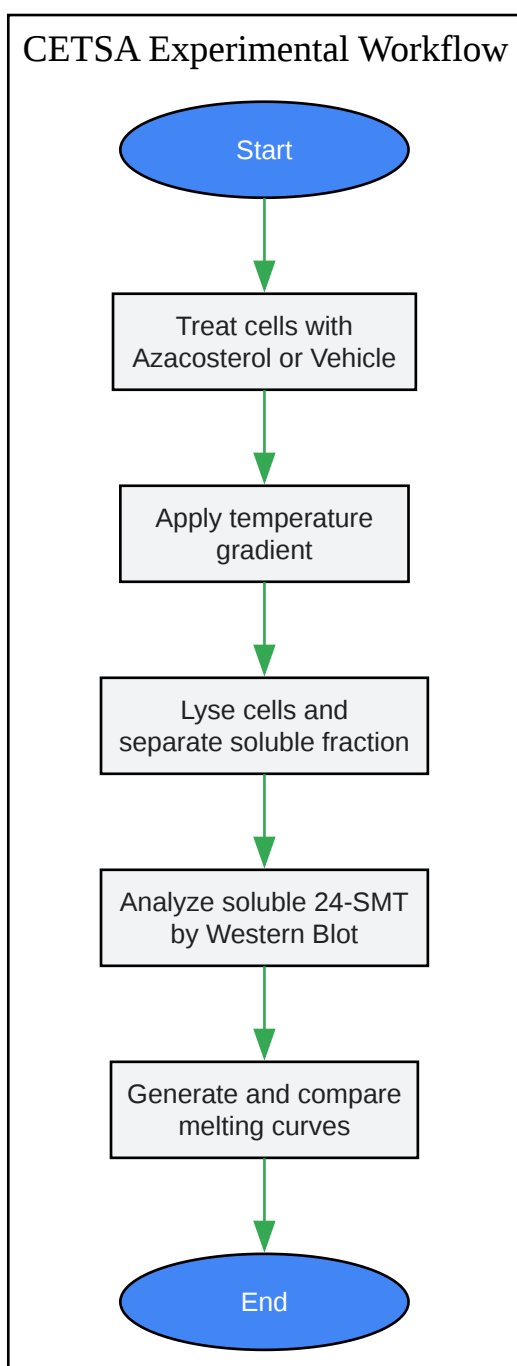 CETSA Experimental Workflow
Start
Treat cells with
Azacosterol or Vehicle
Apply temperature
gradient
Lyse cells and
separate soluble fraction
Analyze soluble 24-SMT
by Western Blot
Generate and compare
melting curves
End